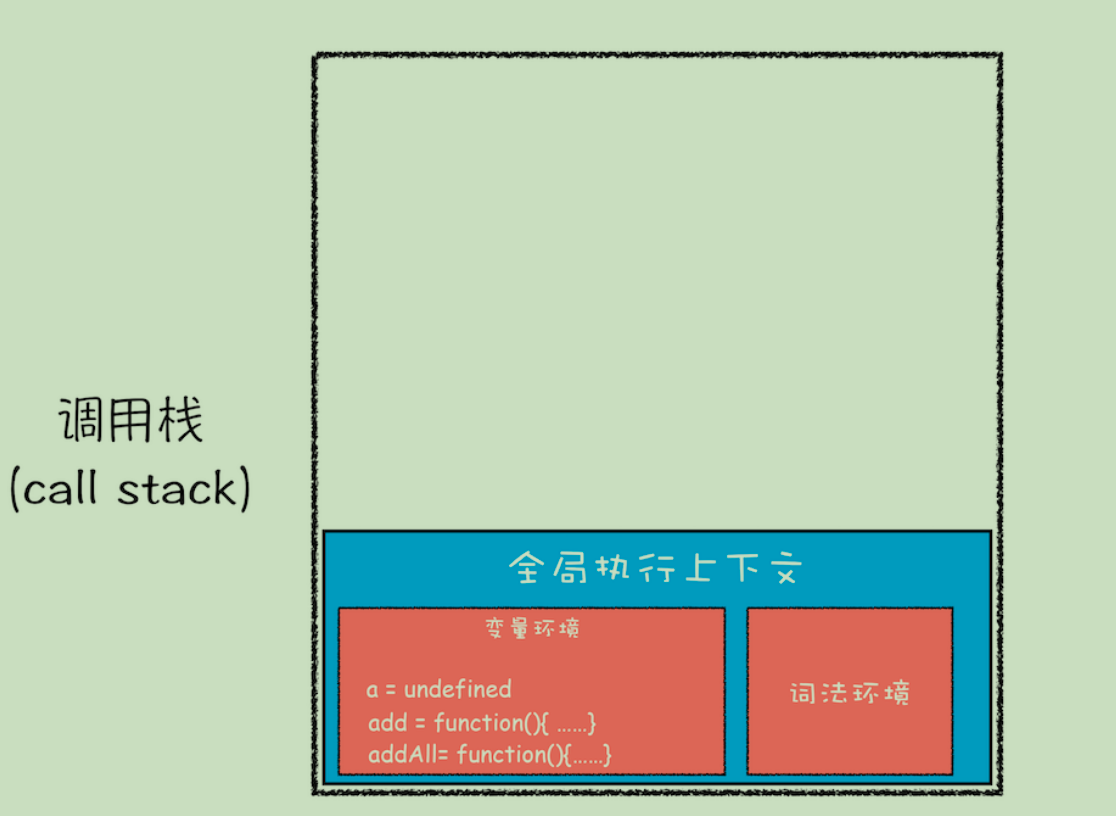 调用栈
(call stack)
全局执行上下文
变量环境
a = undefined
add = function(){ ......}
addAll= function(){......}
词法环境